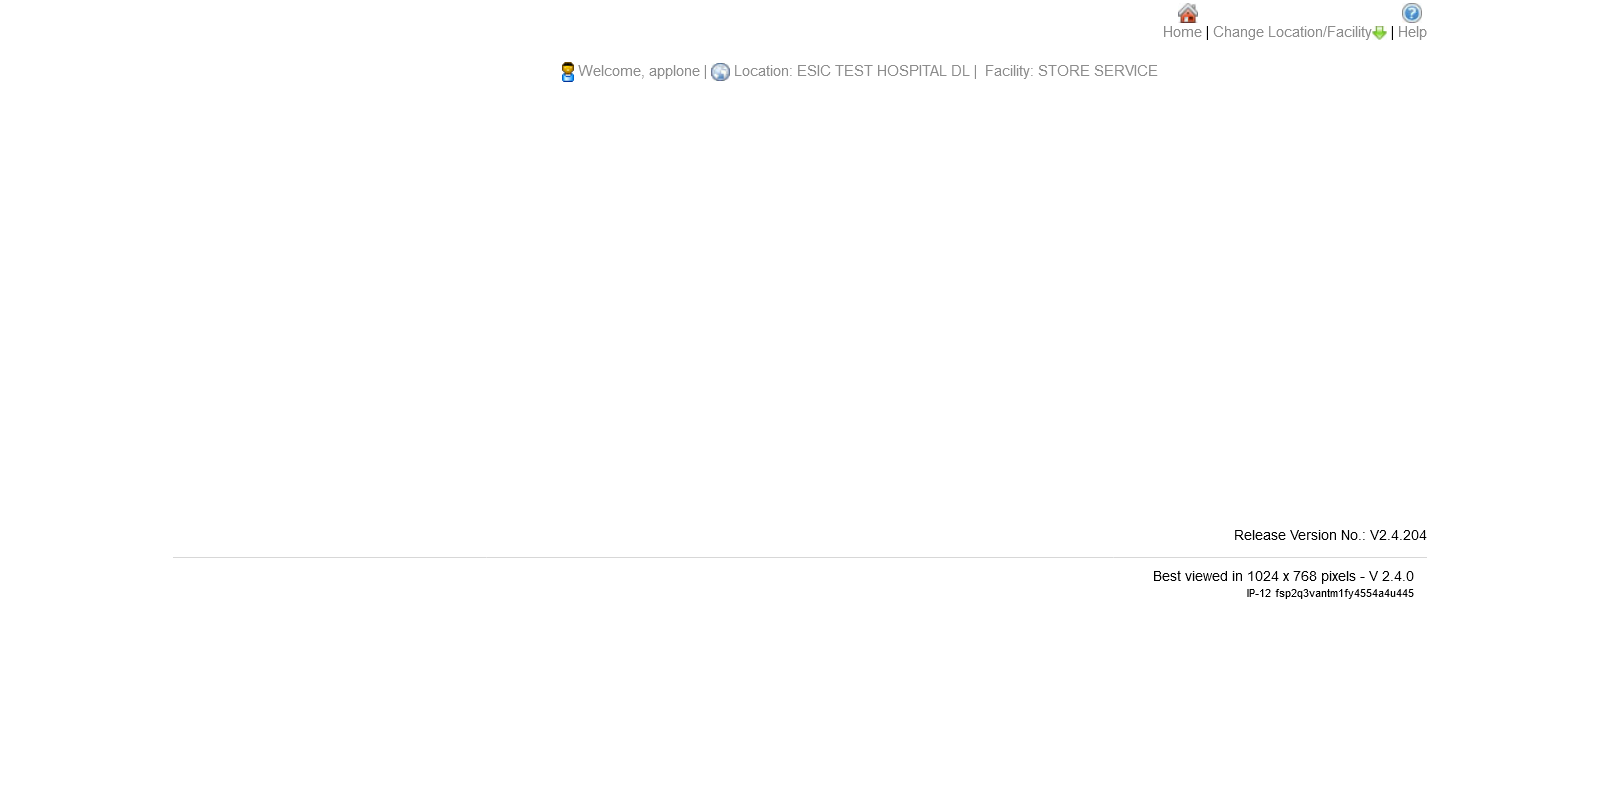 Home | Change Location/Facility | Help
Welcome, applone | Location: ESIC TEST HOSPITAL DL | Facility: STORE SERVICE
Release Version No.: V2.4.204
Best viewed in 1024 x 768 pixels - V 2.4.0
IP-12 fsp2q3vantm1fy4554a4u445